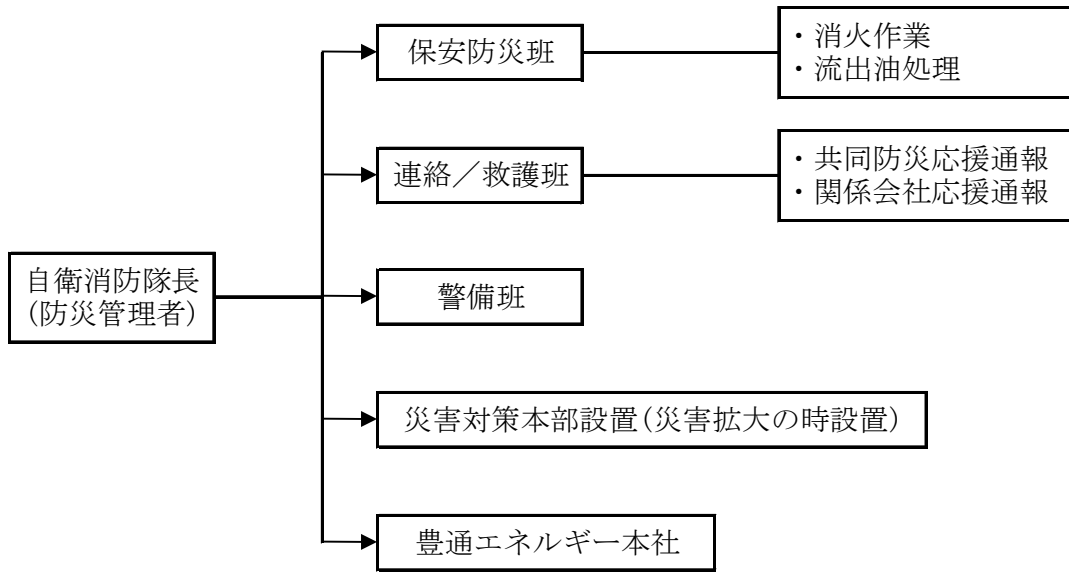 保安防災班
・消火作業
・流出油処理
連絡／救護班
・共同防災応援通報
・関係会社応援通報
自衛消防隊長
(防災管理者)
警備班
災害対策本部設置(災害拡大の時設置)
豊通エネルギー本社